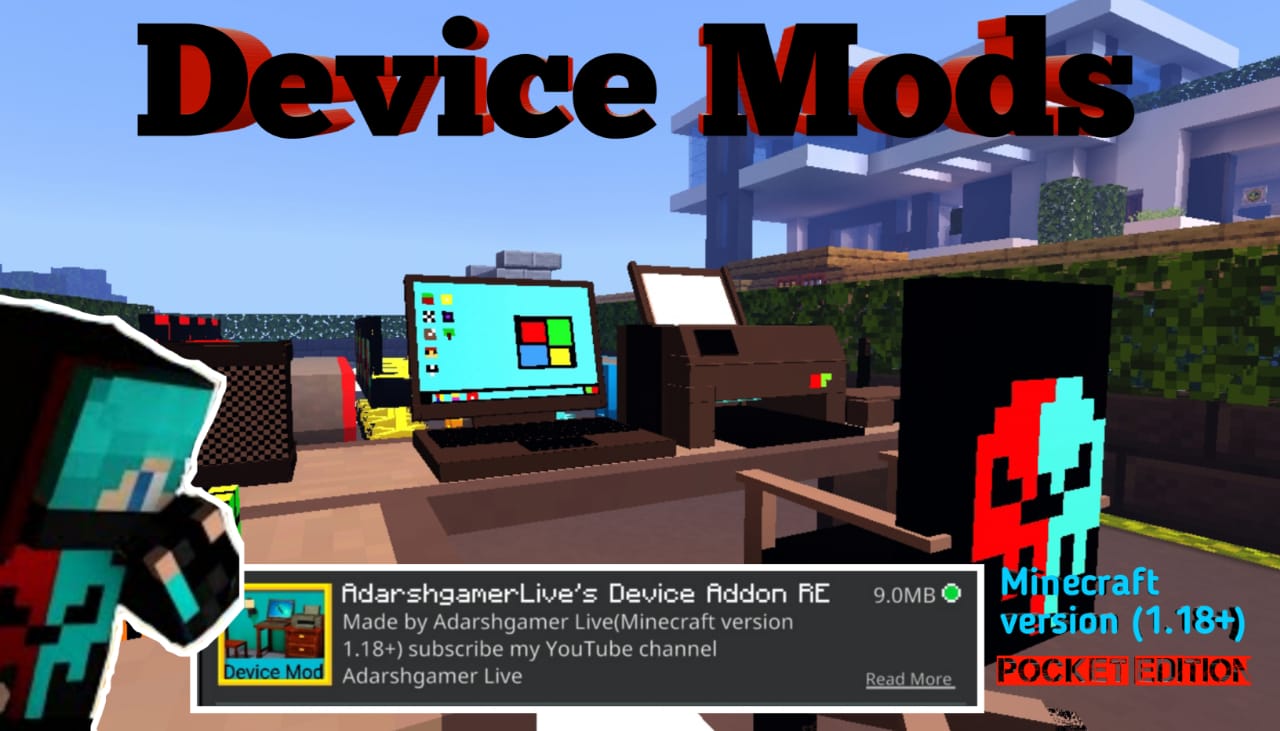 Device Mods
AdarshgamerLive's Device Addon RE
9.0MB
Made by Adarshgamer Live(Minecraft version
1.18+) subscribe my YouTube channel
Adarshgamer Live
Read More
Device Mod
Minecraft
version (1.18+)
POCKET EDITION